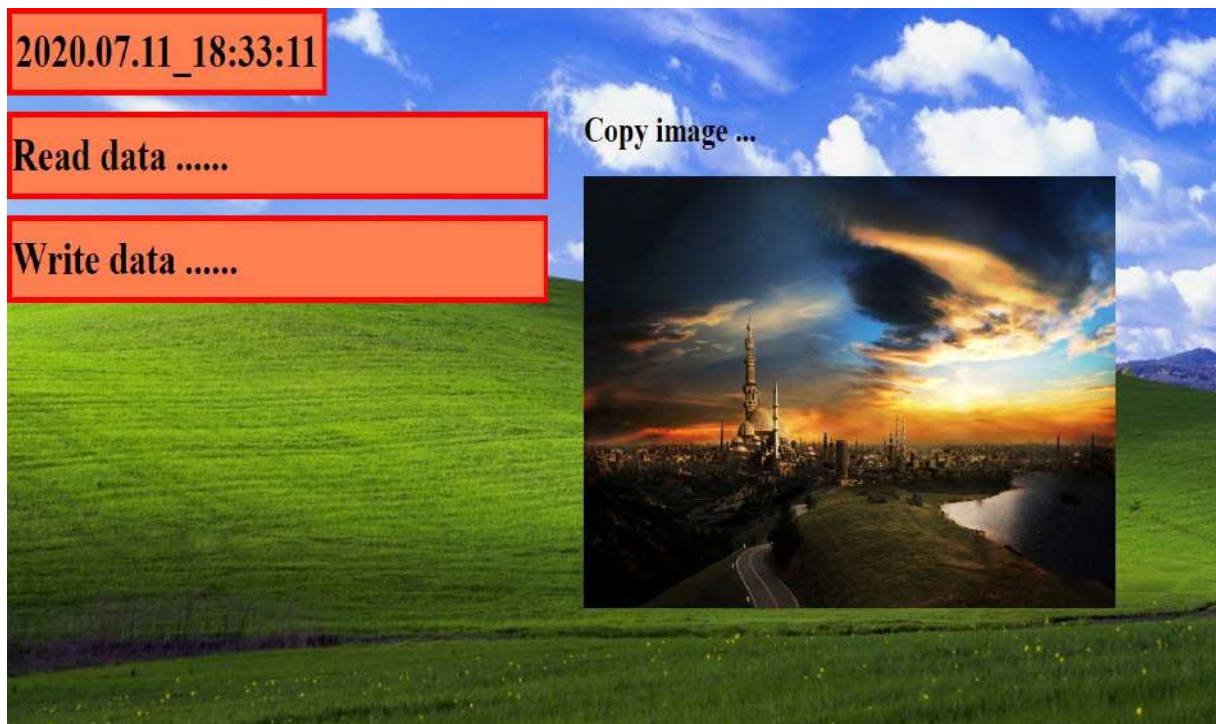 2020.07.11_18:33:11
Read data ......
Write data ......
Copy image ...